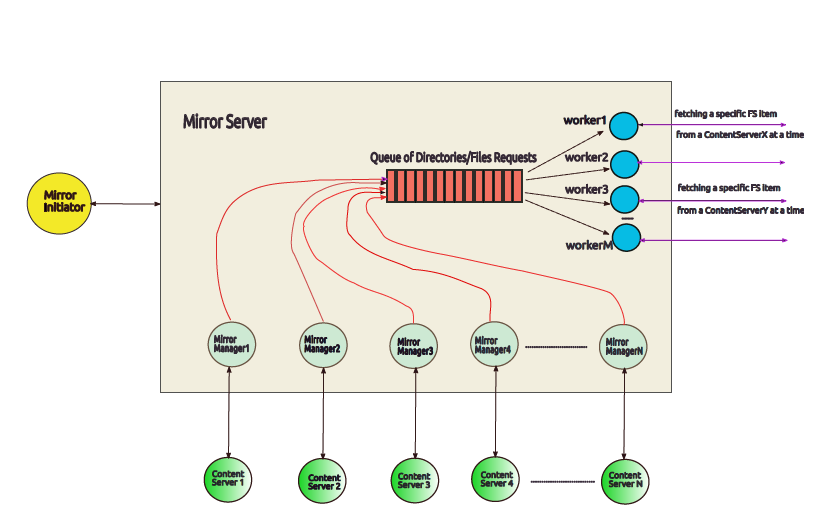 Mirror Server
Queue of Directories/Files Requests
worker1
worker2
worker3
workerM
fetching a specific FS item
from a ContentServerX at a time
fetching a specific FS item
from a ContentServerY at a time
Mirror
Initiator
Mirror
Manager1
Mirror
Manager2
Mirror
Manager3
Mirror
Manager4
Mirror
ManagerN
Content
Server 1
Content
Server 2
Content
Server 3
Content
Server 4
Content
Server N